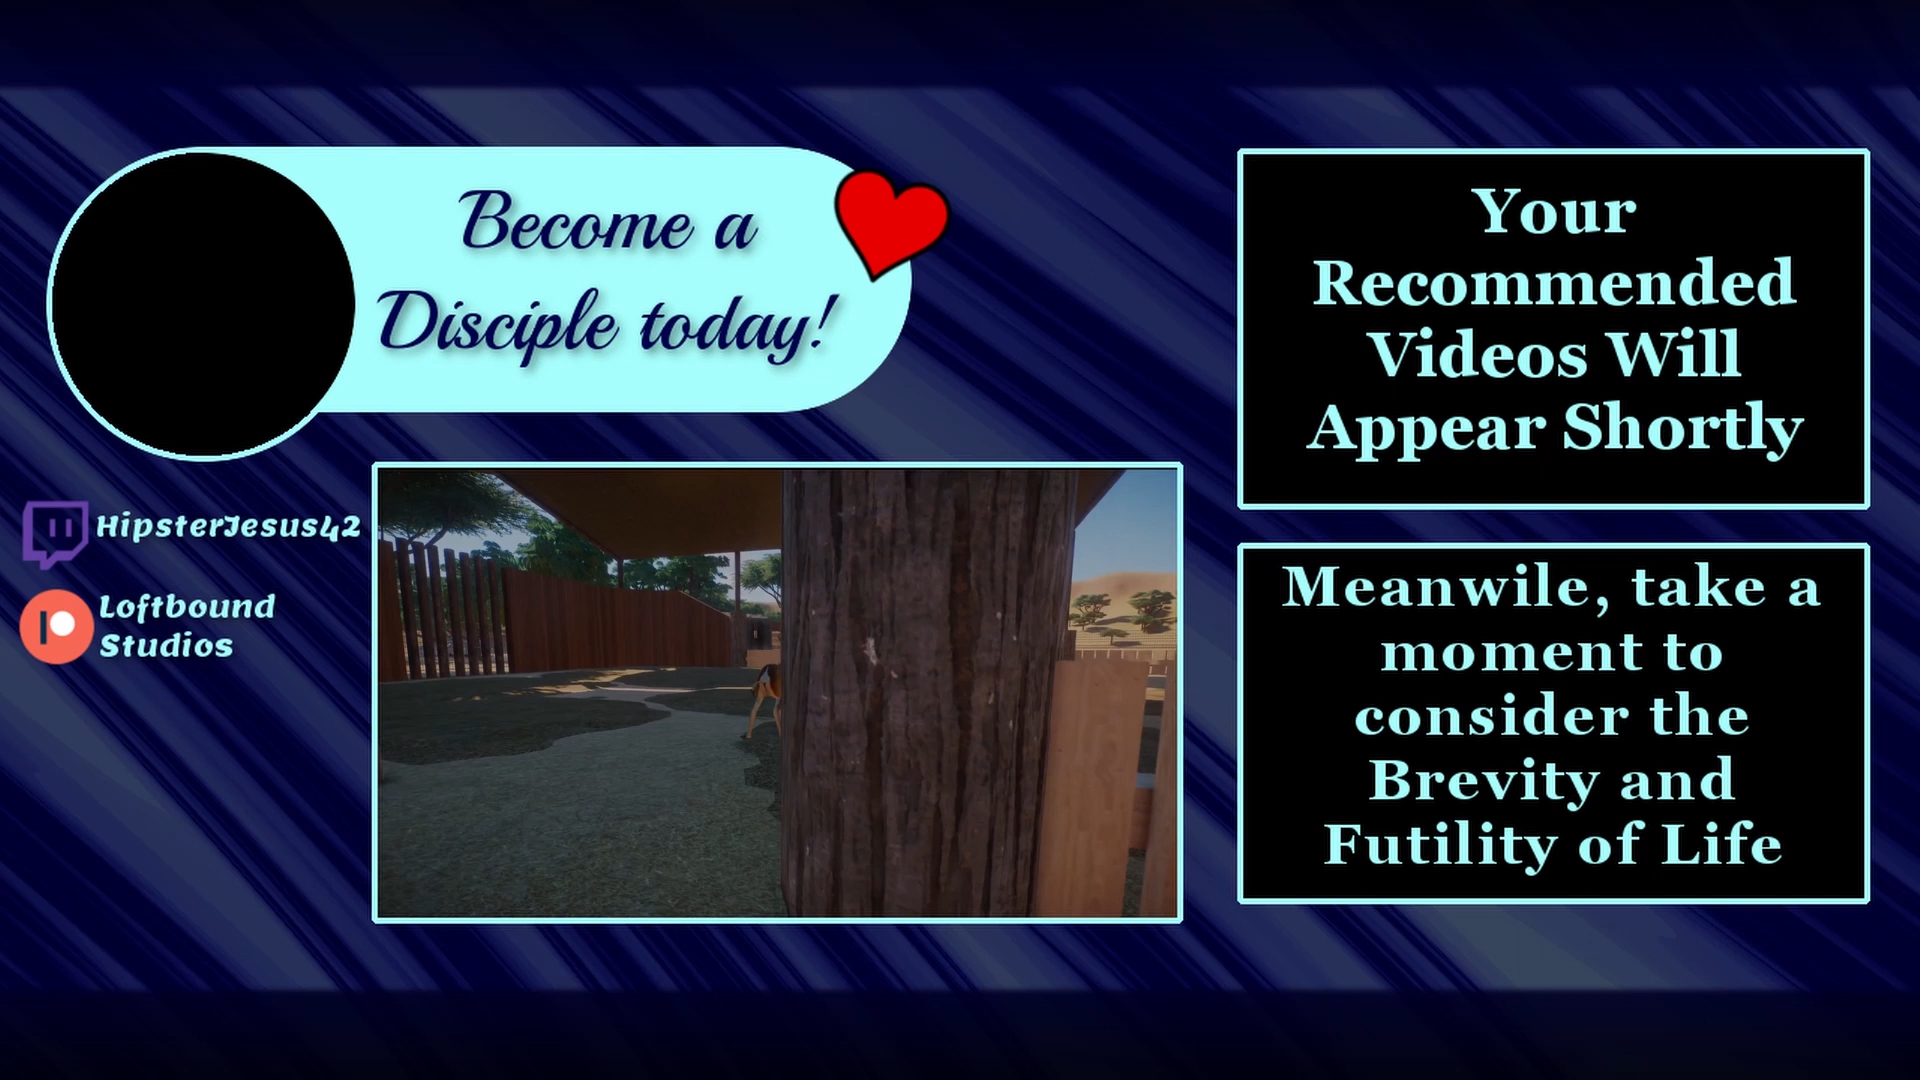 Become a
Disciple today!
HipsterJesus42
Loftbound
Studios
Your
Recommended
Videos Will
Appear Shortly
Meanwile, take a
moment to
consider the
Brevity and
Futility of Life